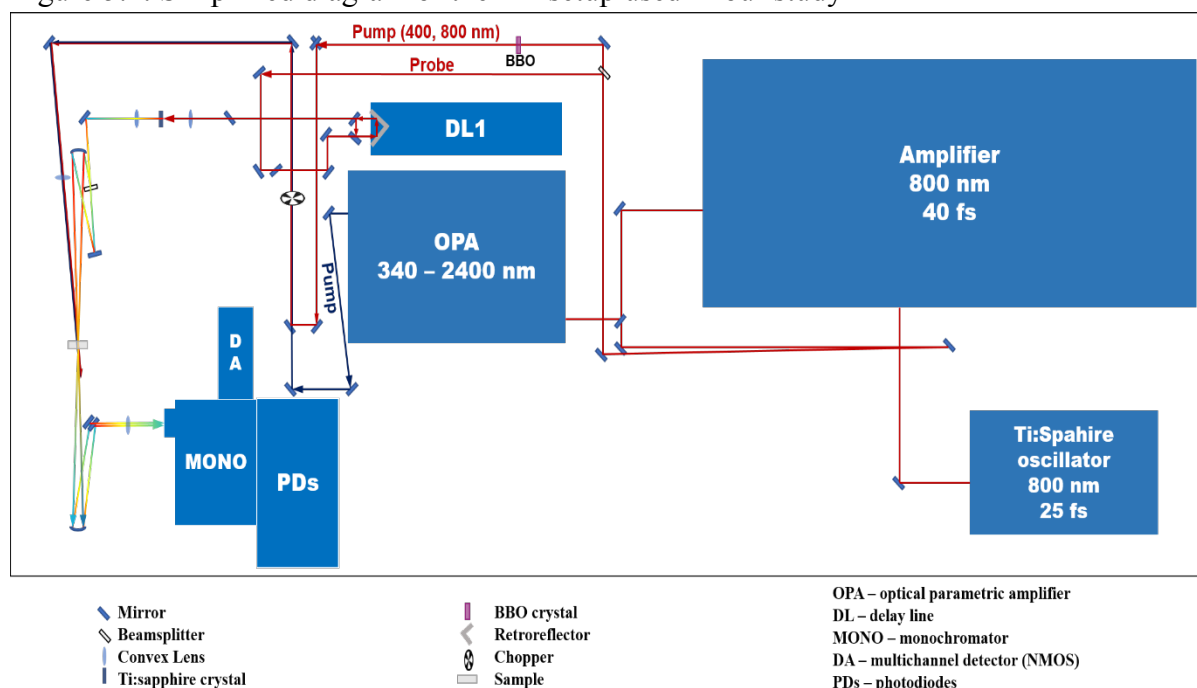 Pump (400, 800 nm)
BBO
Probe
DL1
Amplifier
800 nm
40 fs
OPA
340 – 2400 nm
Pump
D
A
MONO
PDs
Ti:Spahire
oscillator
800 nm
25 fs
Mirror
Beamsplitter
Convex Lens
Ti:sapphire crystal
BBO crystal
Retroreflector
Chopper
Sample
OPA – optical parametric amplifier
DL – delay line
MONO – monochromator
DA – multichannel detector (NMOS)
PDs – photodiodes